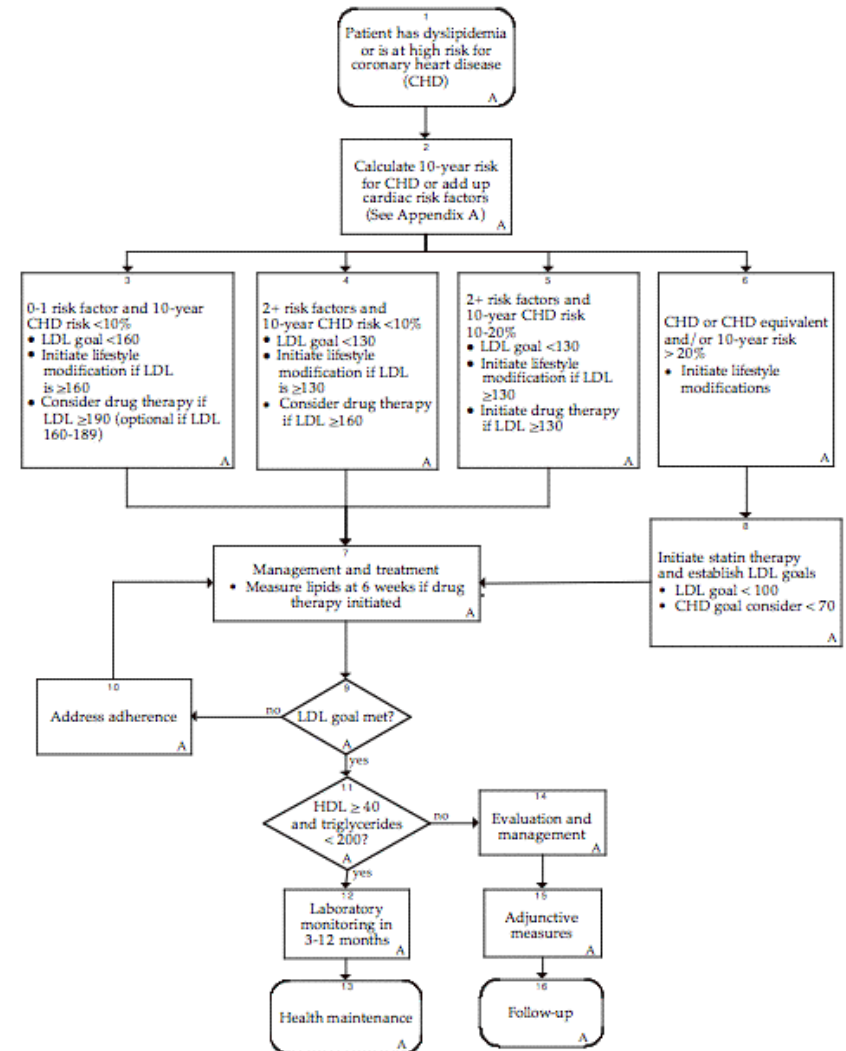 1
Patient has dyslipidemia
or is at high risk for
coronary heart disease
(CHD)
A
2
Calculate 10-year risk
for CHD or add up
cardiac risk factors
(See Appendix A)
A
3
0-1 risk factor and 10-year
CHD risk <10%
• LDL goal <160
• Initiate lifestyle
modification if LDL
is ≥160
• Consider drug therapy if
LDL ≥190 (optional if LDL
160-189)
A
4
2+ risk factors and
10-year CHD risk <10%
• LDL goal <130
• Initiate lifestyle
modification if LDL
is ≥130
• Consider drug therapy
if LDL ≥160
A
5
2+ risk factors and
10-year CHD risk
10-20%
• LDL goal <130
• Initiate lifestyle
modification if LDL
≥130
• Initiate drug therapy
if LDL ≥130
A
6
CHD or CHD equivalent
and/or 10-year risk
>20%
• Initiate lifestyle
modifications
A
7
Management and treatment
• Measure lipids at 6 weeks if drug
therapy initiated
A
8
Initiate statin therapy
and establish LDL goals
• LDL goal < 100
• CHD goal consider < 70
A
9
LDL goal met?
A
no
yes
10
Address adherence
A
11
HDL ≥ 40
and triglycerides
< 200?
A
no
yes
14
Evaluation and
management
A
12
Laboratory
monitoring in
3-12 months
A
15
Adjunctive
measures
A
13
Health maintenance
A
16
Follow-up
A